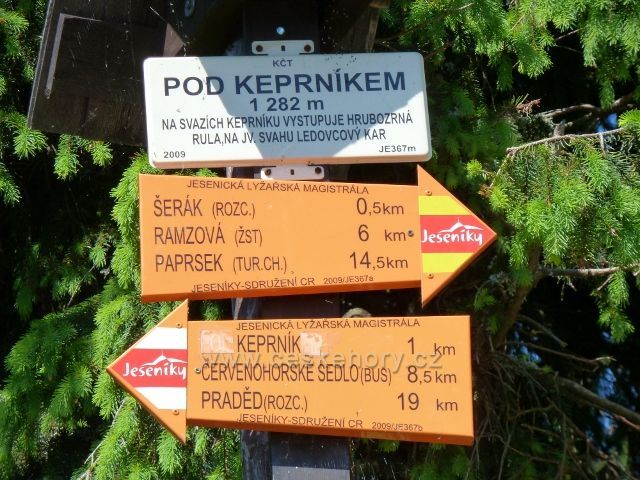 KČT
POD KEPRNÍKEM
1 282 m
NA SVAZÍCH KEPRNÍKU VYSTUPUJE HRUBOZRNÁ
RULA,NA JV. SVAHU LEDOVCOVÝ KAR
2009 JE367m
JESENICKÁ LYŽAŘSKÁ MAGISTRÁLA
ŠERÁK (ROZC.) 0,5km
RAMZOVÁ (ŽST) 6 km
PAPRSEK (TUR.CH.) 14,5km
JESENÍKY-SDRUŽENÍ CR 2009/JE367a
Jeseníky
JESENICKÁ LYŽAŘSKÁ MAGISTRÁLA
KEPRNÍK 1 km
www.ceskehory.cz
ČERVENOHORSKÉ SEDLO(BUS) 8,5km
PRADĚD(ROZC.) 19 km
JESENÍKY-SDRUŽENÍ CR 2009/JE367b
Jeseníky